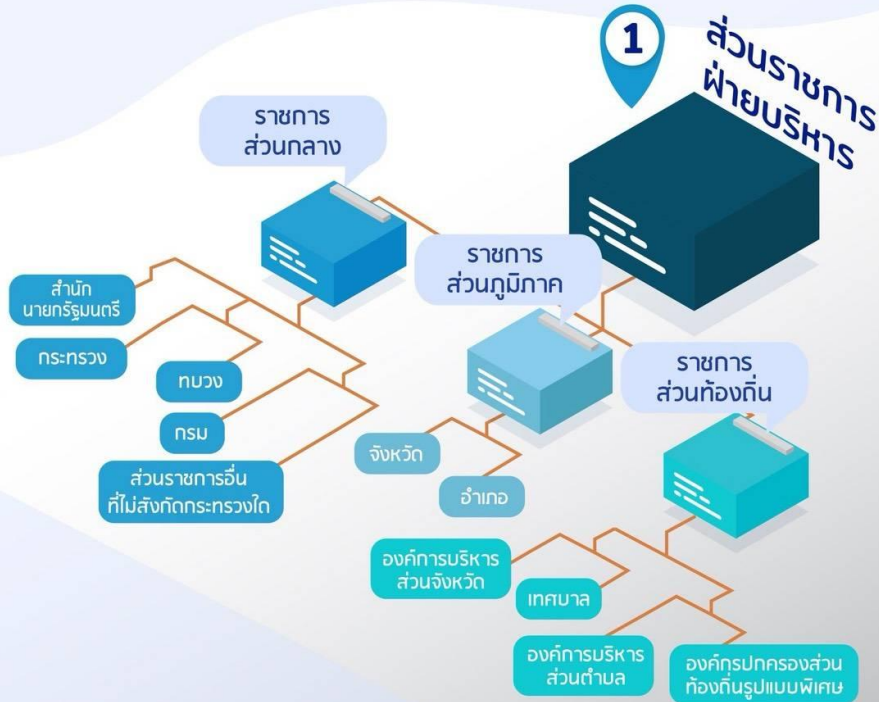 1
ส่วนราชการ
ฝ่ายบริหาร
ราชการ
ส่วนกลาง
สำนัก
นายกรัฐมนตรี
กระทรวง
ทบวง
กรม
ส่วนราชการอื่น
ที่ไม่สังกัดกระทรวงใด
ราชการ
ส่วนภูมิภาค
จังหวัด
อำเภอ
ราชการ
ส่วนท้องถิ่น
องค์การบริหาร
ส่วนจังหวัด
เทศบาล
องค์การบริหาร
ส่วนตำบล
องค์กรปกครองส่วน
ท้องถิ่นรูปแบบพิเศษ